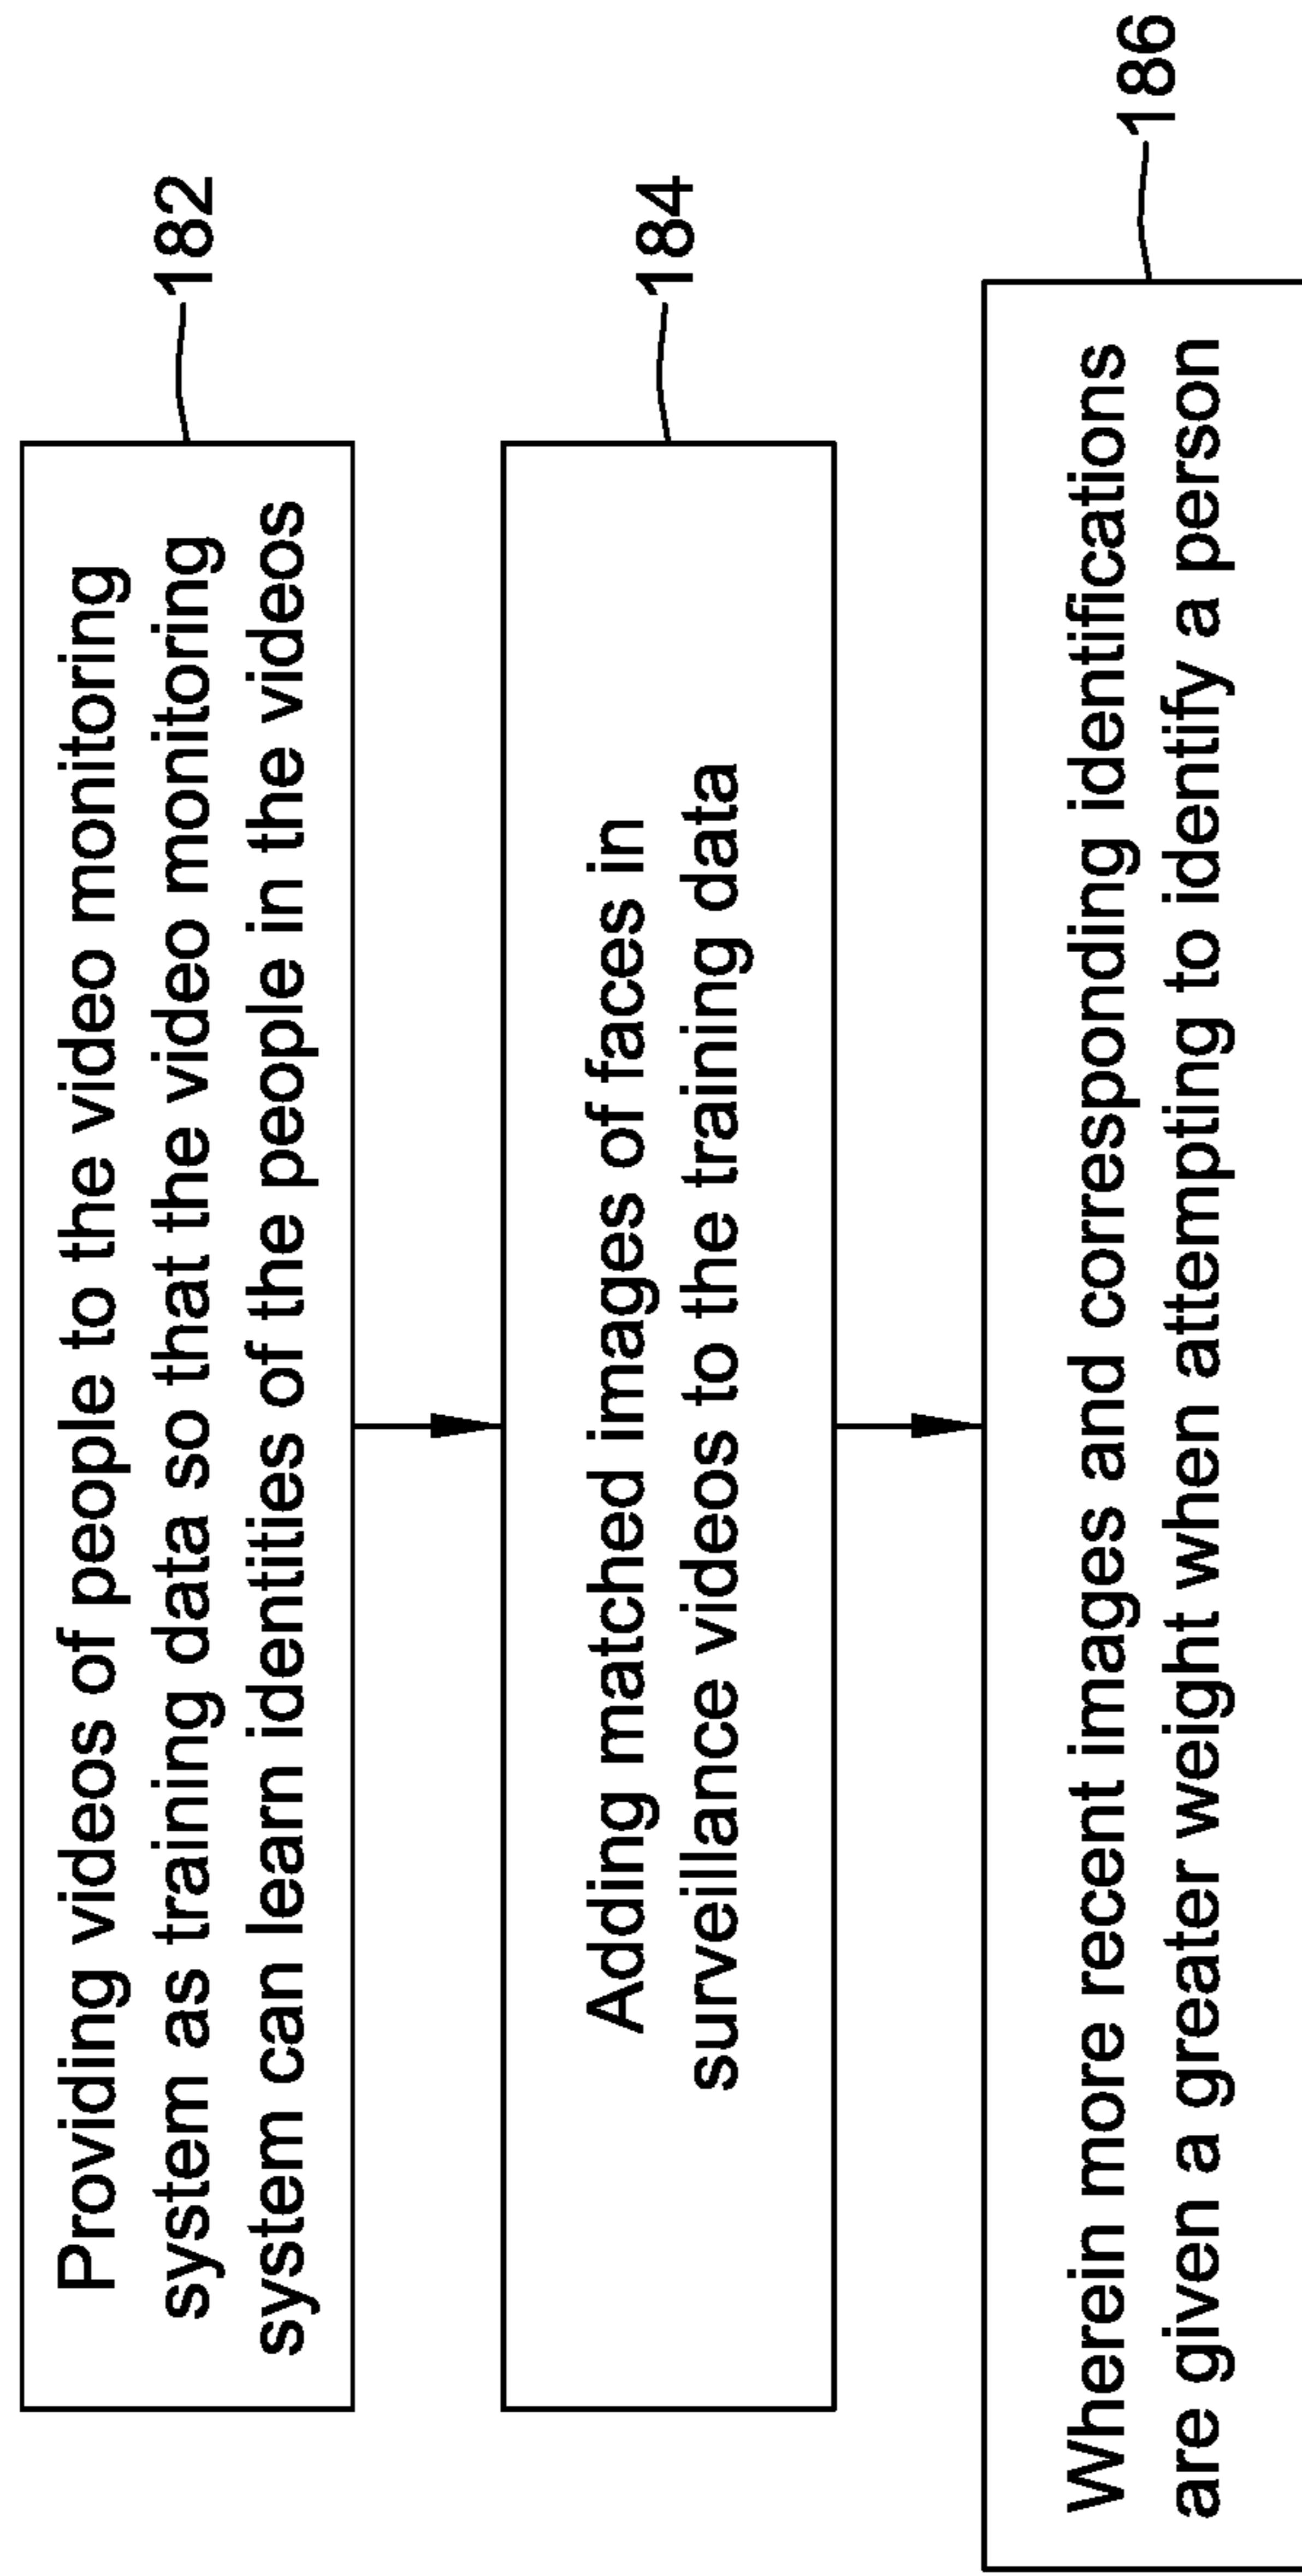 Providing videos of people to the video monitoring
system as training data so that the video monitoring
system can learn identities of the people in the videos
182
Adding matched images of faces in
surveillance videos to the training data
184
Wherein more recent images and corresponding identifications
are given a greater weight when attempting to identify a person
186